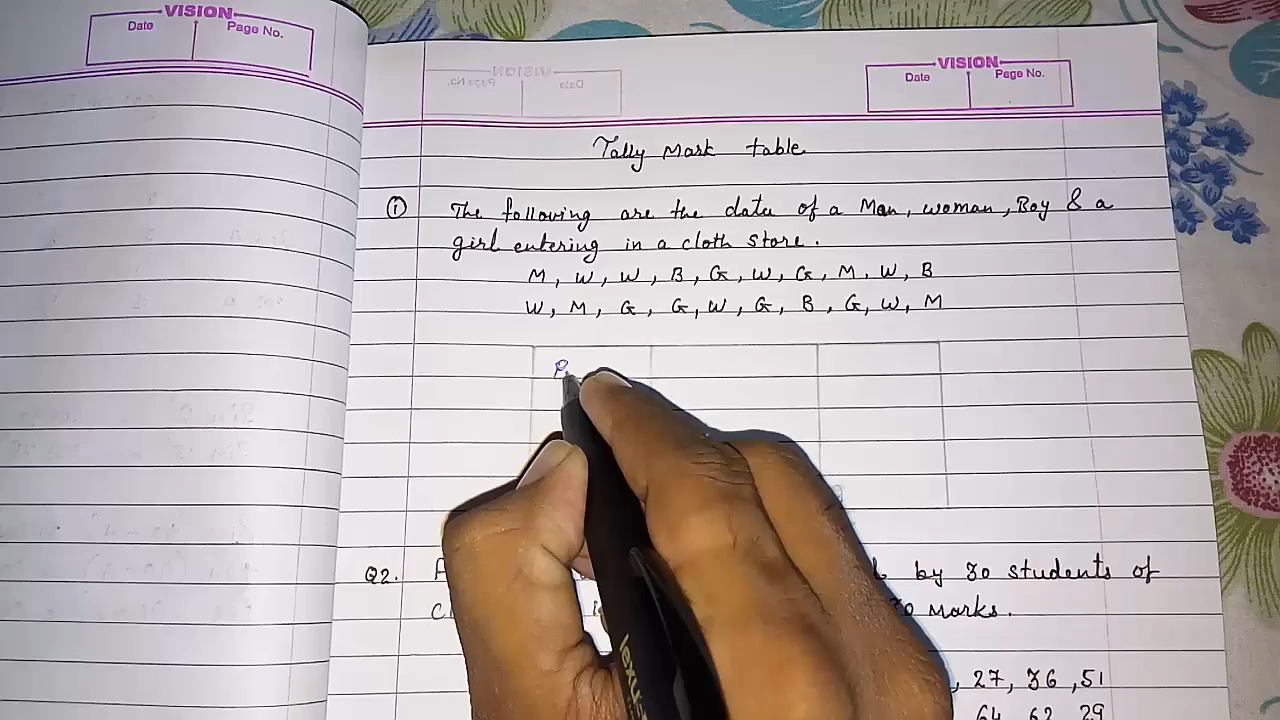 VISION
Date Page No.
VISION
Date Page No.
Tally Mark table
① The following are the data of a Man, woman, Boy & a
girl entering in a cloth store.
M, W, W, B, G, W, G, M, W, B
W, M, G, G, W, G, B, G, W, M
Q2. by 30 students of
30 Marks.
, 27, 36, 51
64, 62, 29
lexu